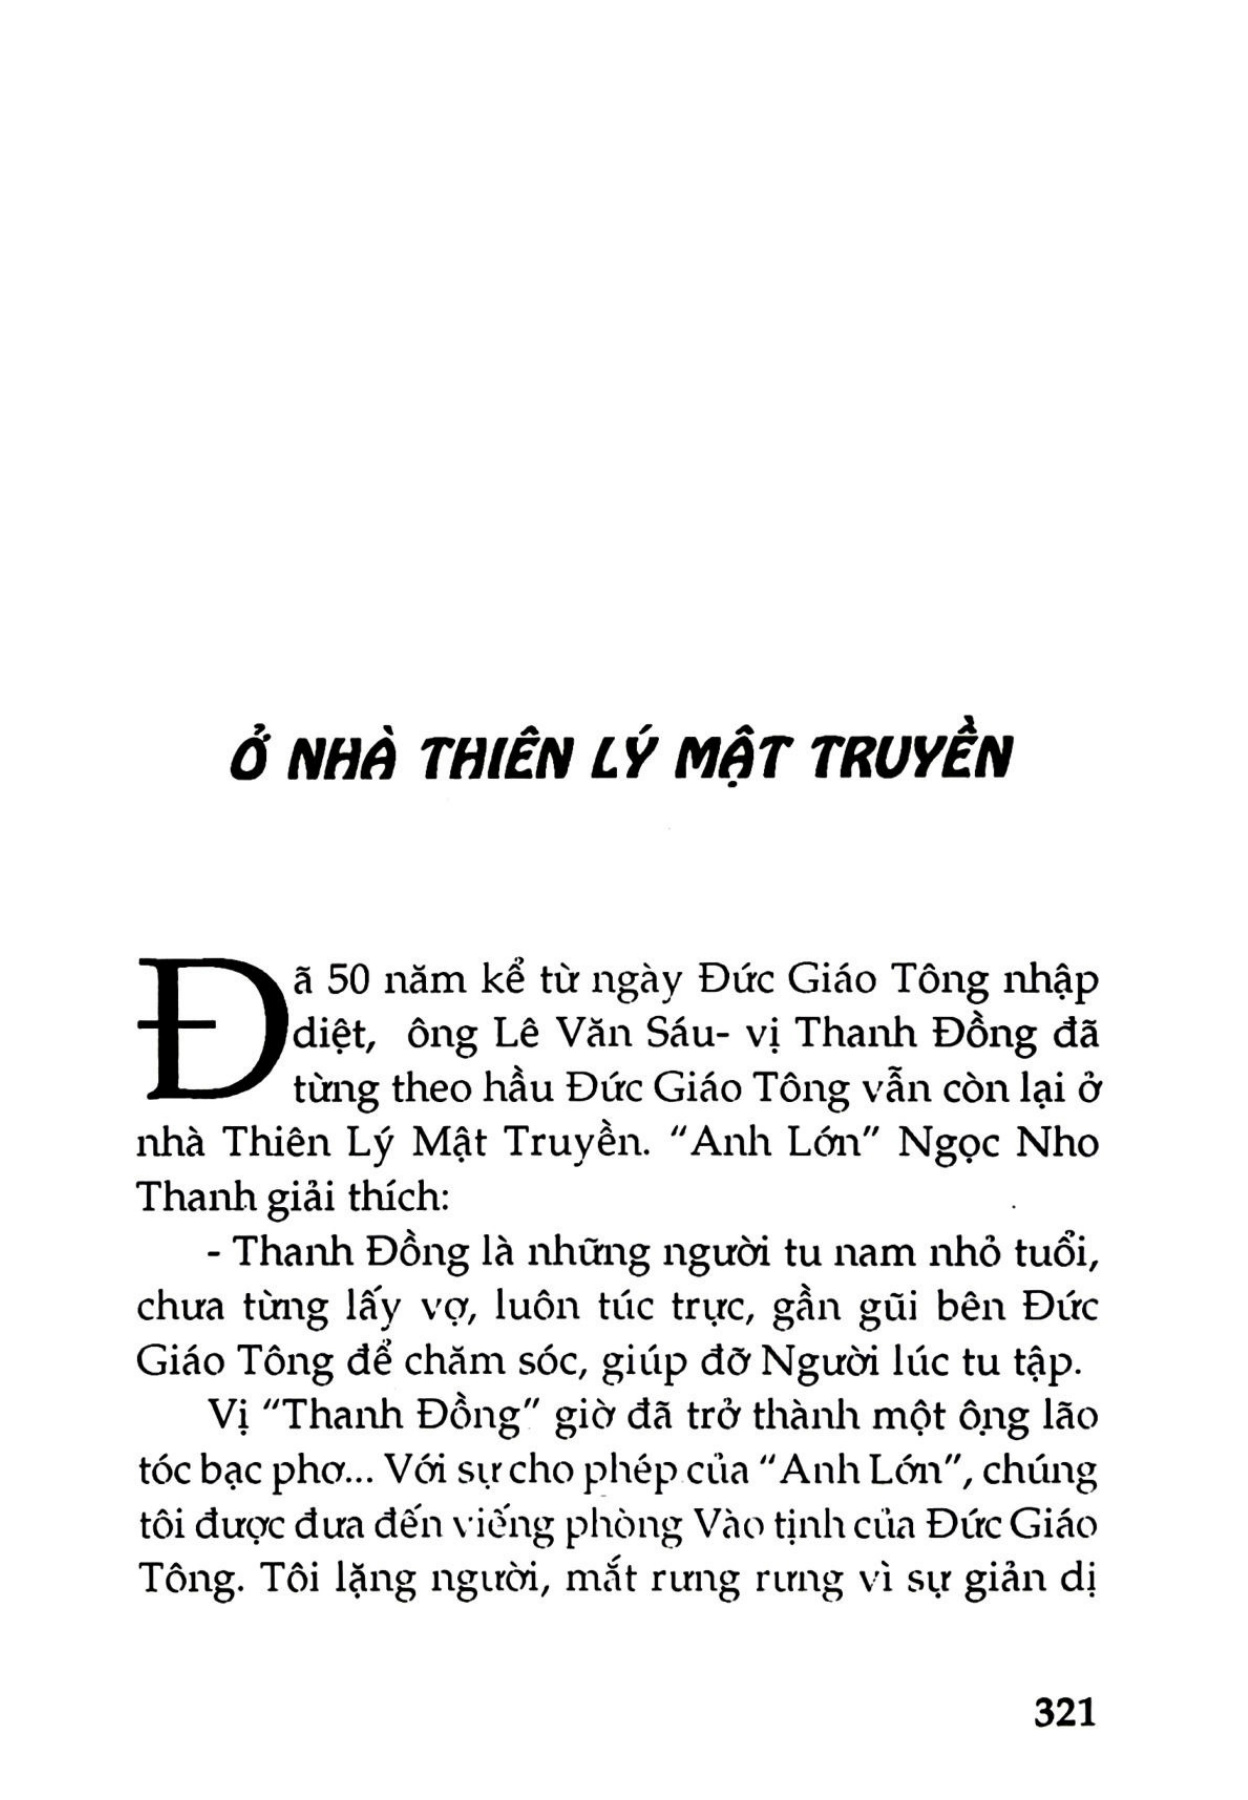 Ở NHÀ THIÊN LÝ MẬT TRUYỀN
Đã 50 năm kể từ ngày Đức Giáo Tông nhập
diệt, ông Lê Văn Sáu- vị Thanh Đồng đã
từng theo hầu Đức Giáo Tông vẫn còn lại ở
nhà Thiên Lý Mật Truyền. "Anh Lớn" Ngọc Nho
Thanh giải thích:
- Thanh Đồng là những người tu nam nhỏ tuổi,
chưa từng lấy vợ, luôn túc trực, gần gũi bên Đức
Giáo Tông để chăm sóc, giúp đỡ Người lúc tu tập.
Vị "Thanh Đồng" giờ đã trở thành một ông lão
tóc bạc phơ... Với sự cho phép của "Anh Lớn", chúng
tôi được đưa đến viếng phòng Vào tịnh của Đức Giáo
Tông. Tôi lặng người, mắt rưng rưng vì sự giản dị
321